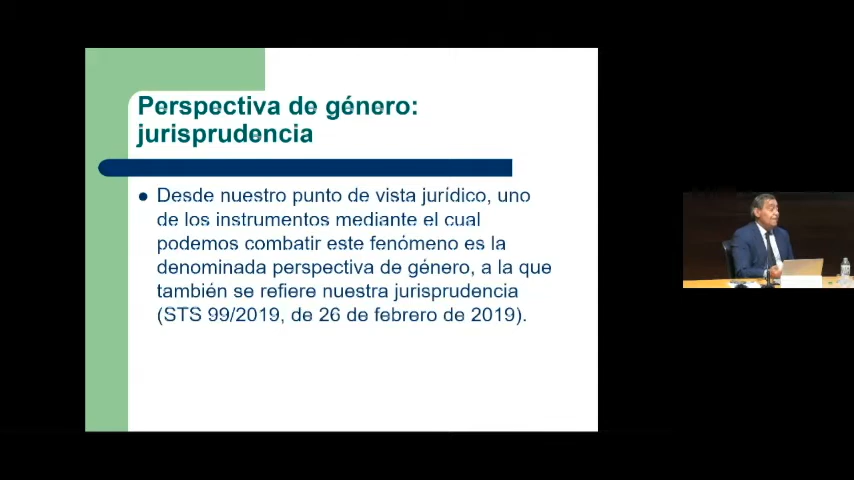 Perspectiva de género:
jurisprudencia
Desde nuestro punto de vista jurídico, uno
de los instrumentos mediante el cual
podemos combatir este fenómeno es la
denominada perspectiva de género, a la que
también se refiere nuestra jurisprudencia
(STS 99/2019, de 26 de febrero de 2019).